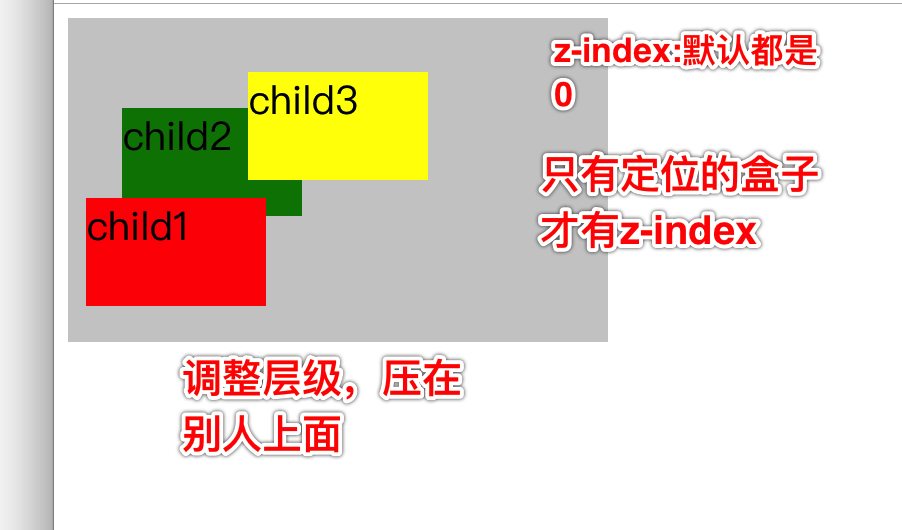 z-index:默认都是
0
child3
child2
只有定位的盒子
才有z-index
child1
调整层级，压在
别人上面